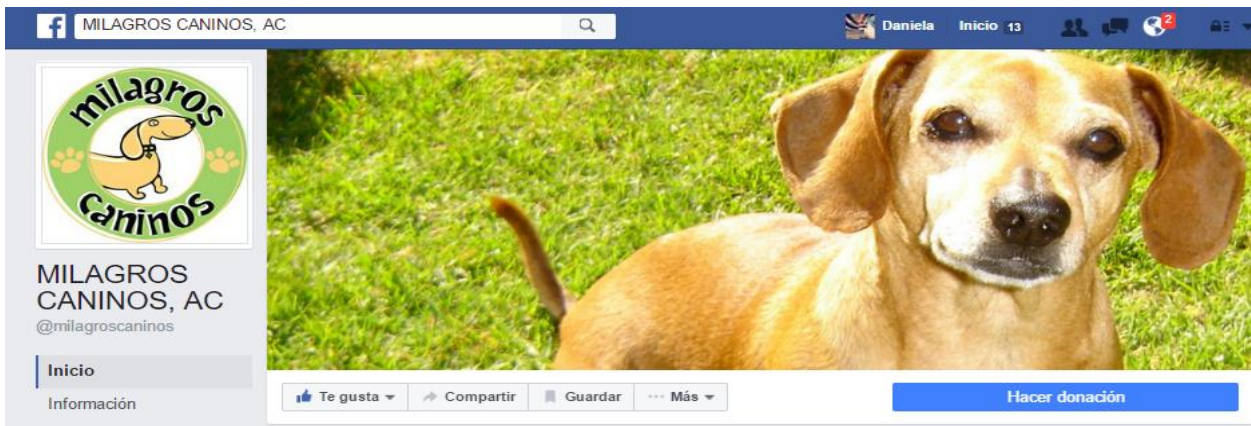 MILAGROS CANINOS, AC
Daniela Inicio 13 2
milagros
caninos
MILAGROS
CANINOS, AC
@milagroscaninos
Inicio
Información
Te gusta Compartir Guardar Más Hacer donación